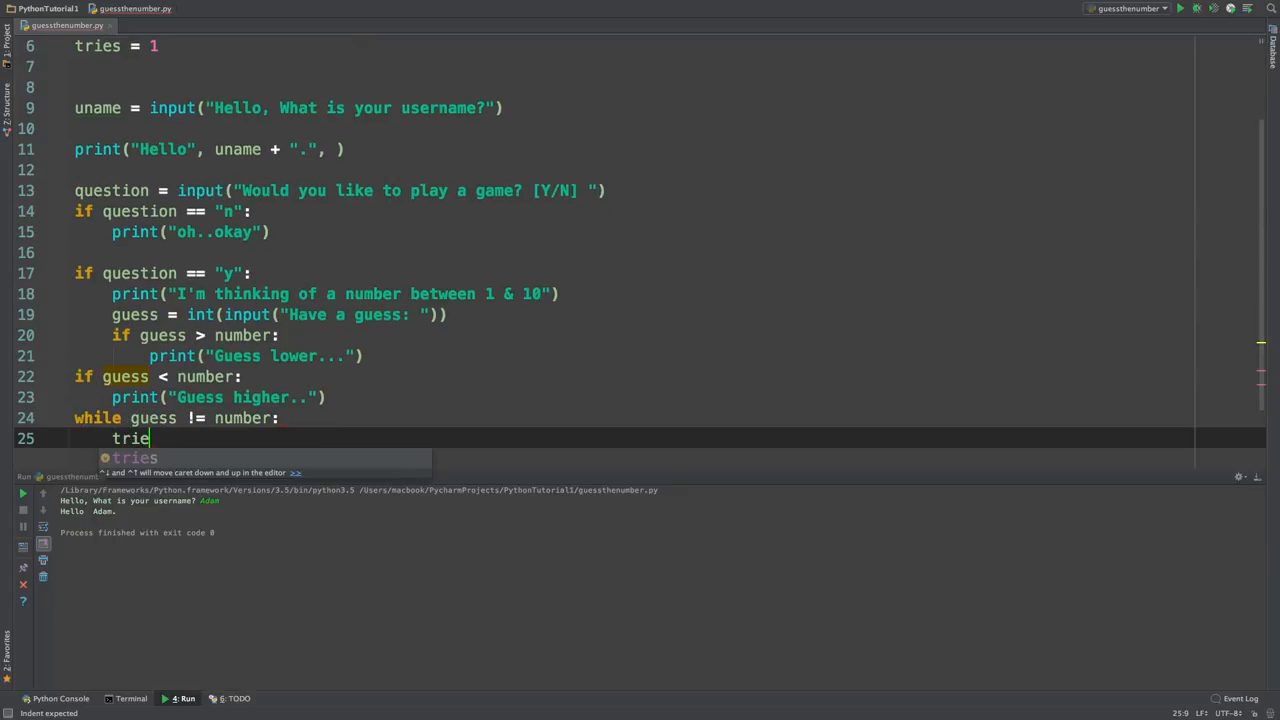 PythonTutorial1 guessthenumber.py guessthenumber
guessthenumber.py
1: Project
Z: Structure
2: Favorites
Database
6 tries = 1
7
8
9 uname = input("Hello, What is your username?")
10
11 print("Hello", uname + ".", )
12
13 question = input("Would you like to play a game? [Y/N] ")
14 if question == "n":
15 print("oh..okay")
16
17 if question == "y":
18 print("I'm thinking of a number between 1 & 10")
19 guess = int(input("Have a guess: "))
20 if guess > number:
21 print("Guess lower...")
22 if guess < number:
23 print("Guess higher..")
24 while guess != number:
25 trie
tries
^↓ and ^↑ will move caret down and up in the editor >>
Run guessthenumb
/Library/Frameworks/Python.framework/Versions/3.5/bin/python3.5 /Users/macbook/PycharmProjects/PythonTutorial1/guessthenumber.py
Hello, What is your username? Adam
Hello  Adam.
Process finished with exit code 0
Python Console Terminal 4: Run 6: TODO Event Log
Indent expected 25:9 LF÷ UTF-8÷